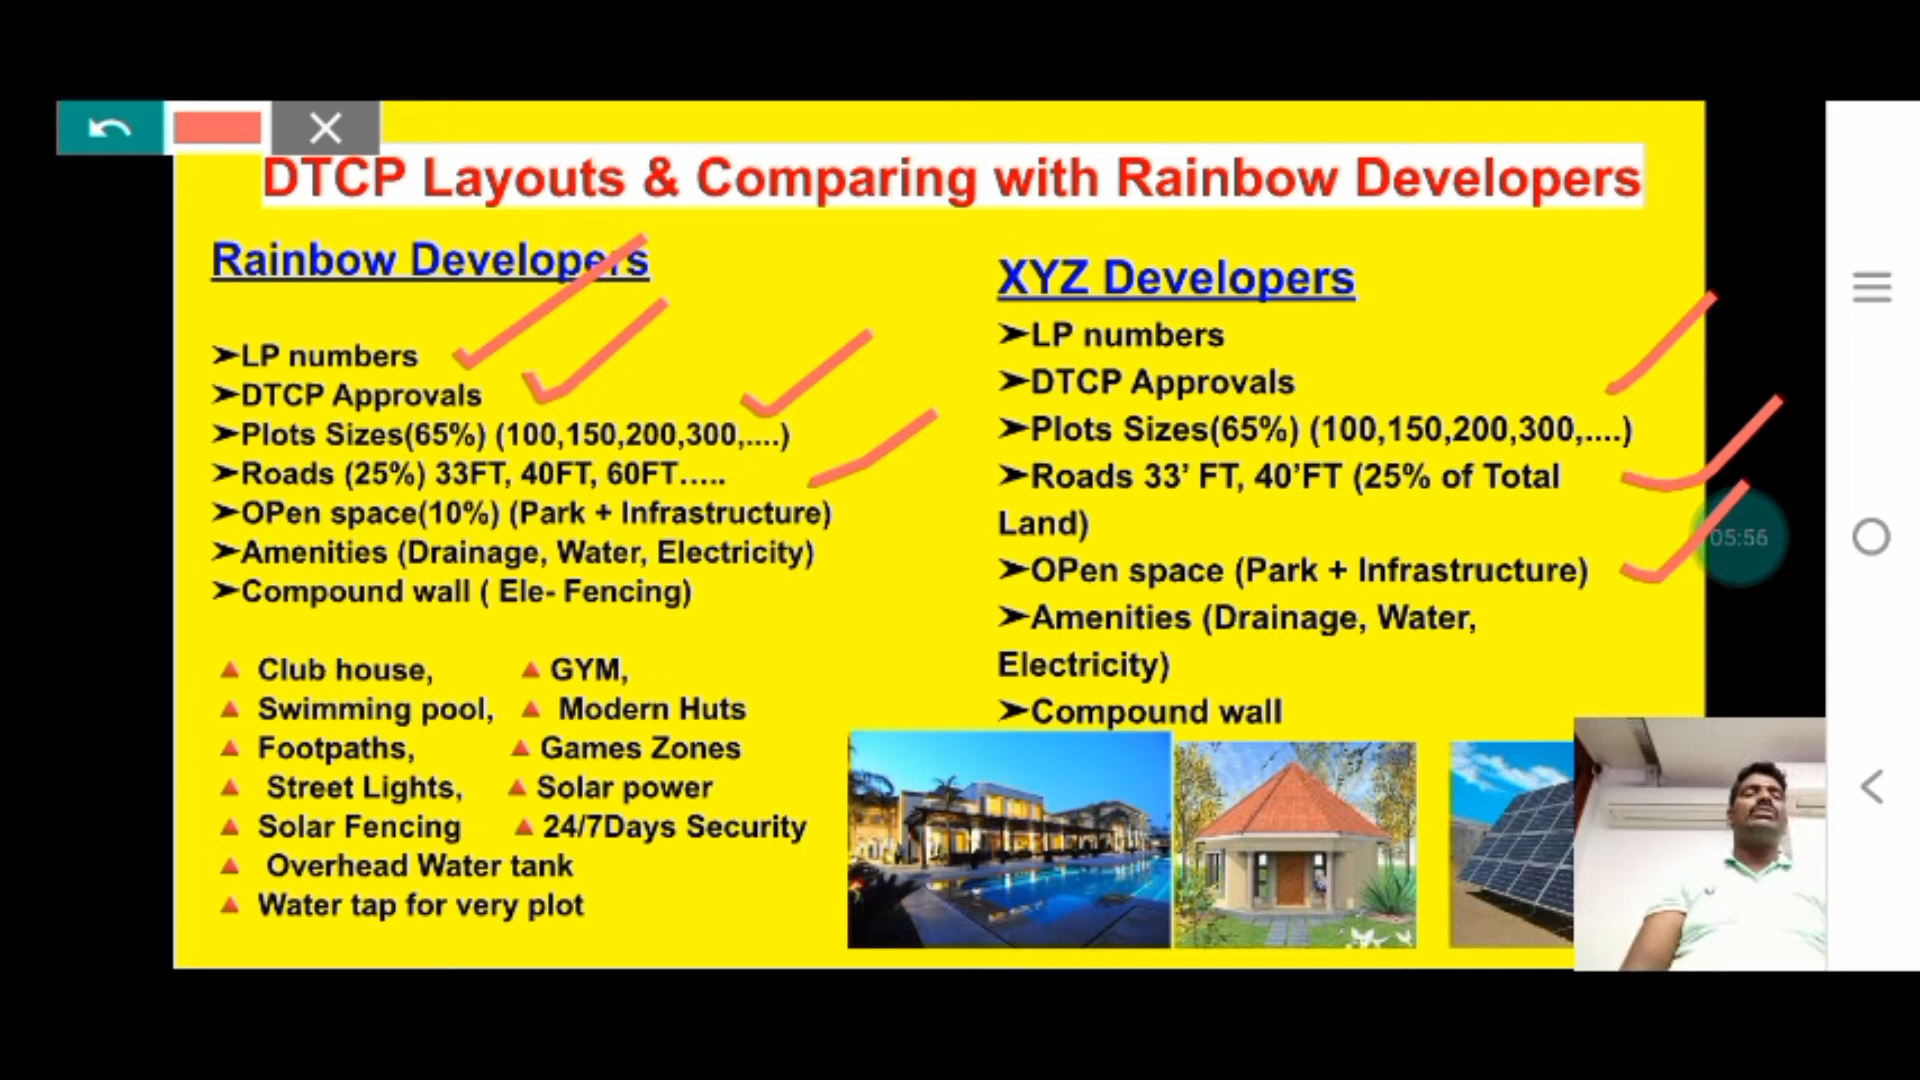 DTCP Layouts & Comparing with Rainbow Developers
Rainbow Developers
➤LP numbers
➤DTCP Approvals
➤Plots Sizes(65%) (100,150,200,300,....)
➤Roads (25%) 33FT, 40FT, 60FT.....
➤OPen space(10%) (Park + Infrastructure)
➤Amenities (Drainage, Water, Electricity)
➤Compound wall ( Ele- Fencing)
🔺 Club house, 🔺 GYM,
🔺 Swimming pool, 🔺 Modern Huts
🔺 Footpaths, 🔺 Games Zones
🔺 Street Lights, 🔺 Solar power
🔺 Solar Fencing 🔺 24/7Days Security
🔺 Overhead Water tank
🔺 Water tap for very plot
XYZ Developers
➤LP numbers
➤DTCP Approvals
➤Plots Sizes(65%) (100,150,200,300,....)
➤Roads 33’ FT, 40’FT (25% of Total
Land)
➤OPen space (Park + Infrastructure)
➤Amenities (Drainage, Water,
Electricity)
➤Compound wall
05:56